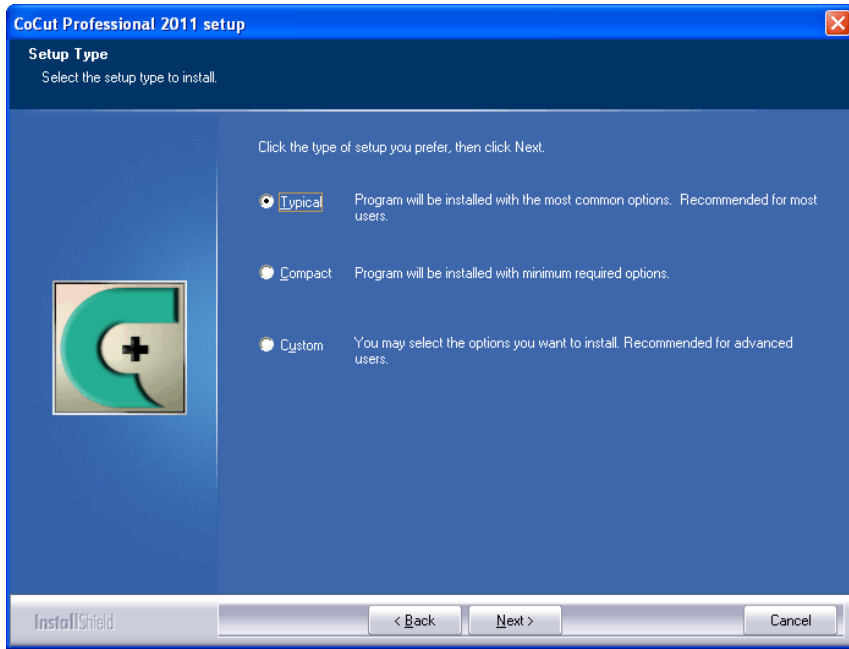 CoCut Professional 2011 setup
Setup Type
Select the setup type to install.
Click the type of setup you prefer, then click Next.
Typical
Program will be installed with the most common options. Recommended for most
users.
Compact
Program will be installed with minimum required options.
Custom
You may select the options you want to install. Recommended for advanced
users.
InstallShield
< Back
Next >
Cancel